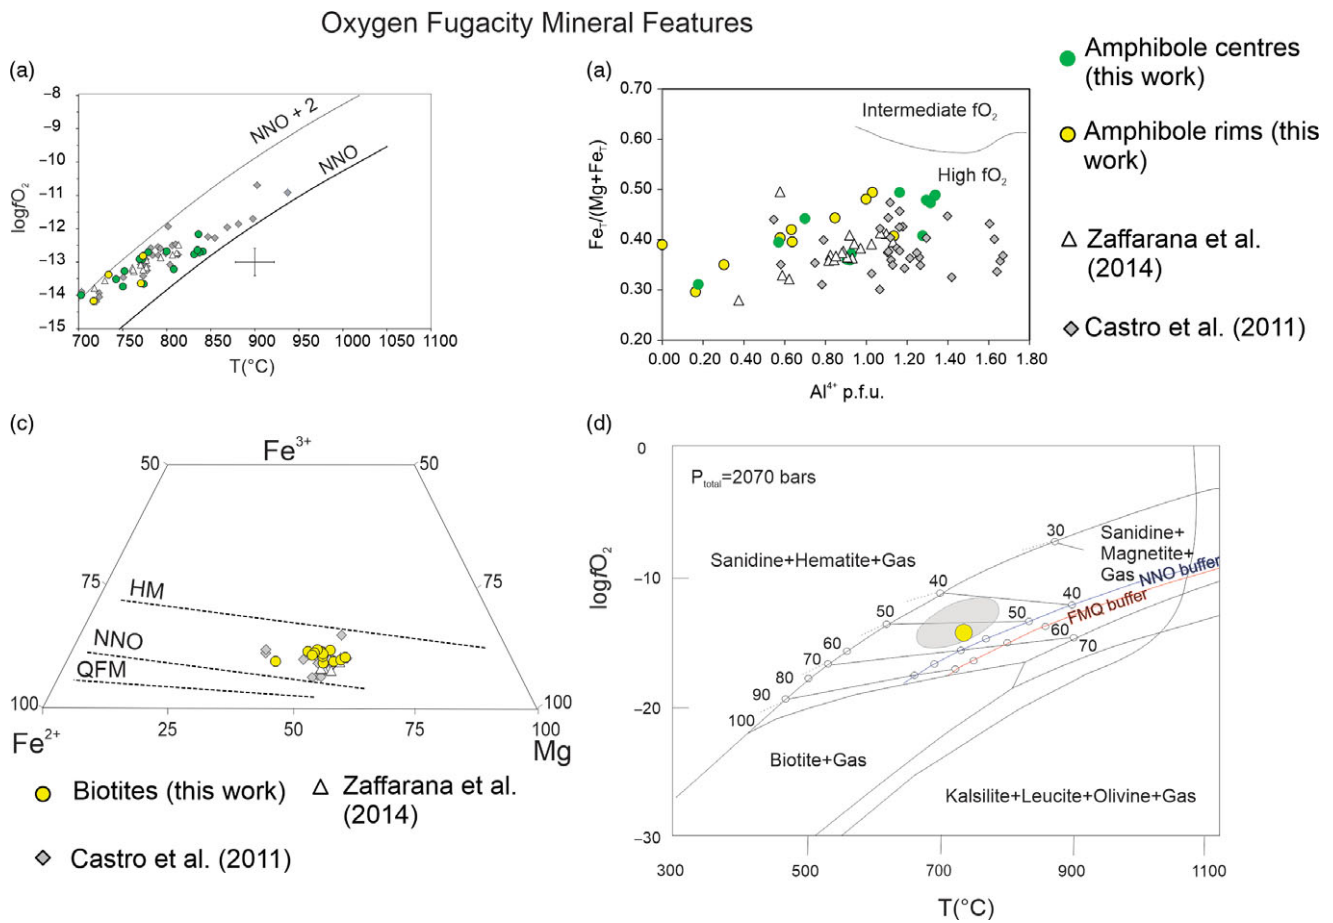 Oxygen Fugacity Mineral Features
(a)
−8
−9
−10
−11
−12
−13
−14
−15
logfO₂
NNO + 2
NNO
700 750 800 850 900 950 1000 1050 1100
T(°C)
(a)
0.70
0.60
0.50
0.40
0.30
0.20
Fe_T/(Mg+Fe_T)
Intermediate fO₂
High fO₂
0.00 0.20 0.40 0.60 0.80 1.00 1.20 1.40 1.60 1.80
Al⁴⁺ p.f.u.
Amphibole centres
(this work)
Amphibole rims (this
work)
Zaffarana et al.
(2014)
Castro et al. (2011)
(c)
Fe³⁺
50
50
75
75
HM
NNO
QFM
100
100
25 50 75
Fe²⁺
Mg
Biotites (this work)
Zaffarana et al.
(2014)
Castro et al. (2011)
(d)
0
−10
−20
−30
logfO₂
P_total=2070 bars
Sanidine+Hematite+Gas
30
Sanidine+
Magnetite+
Gas
NNO buffer
FMQ buffer
40
40
50
50
60
60
70
70
80
90
100
Biotite+Gas
Kalsilite+Leucite+Olivine+Gas
300 500 700 900 1100
T(°C)